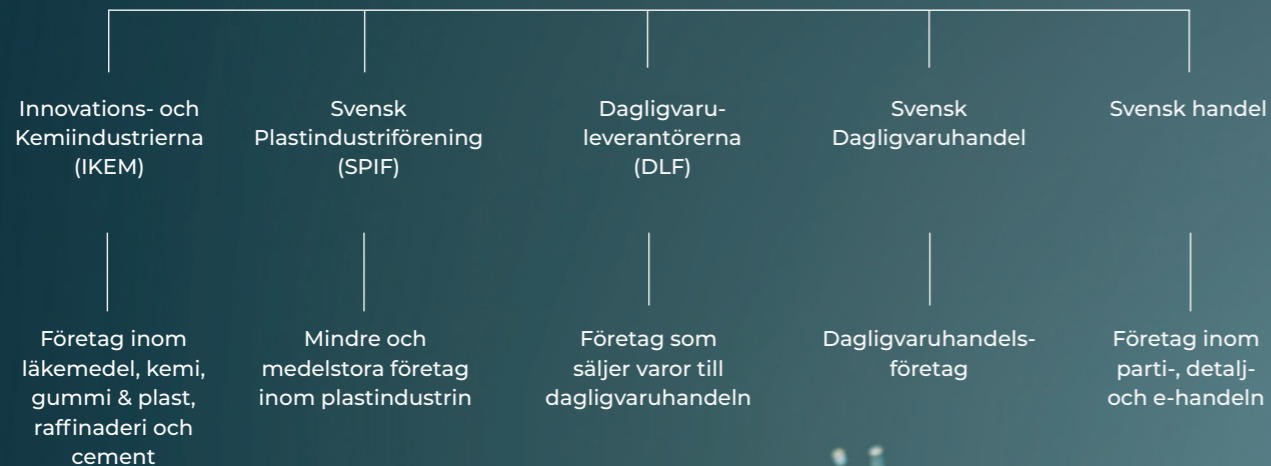 Innovations- och
Kemiindustrierna
(IKEM)
Svensk
Plastindustriförening
(SPIF)
Dagligvaru-
leverantörerna
(DLF)
Svensk
Dagligvaruhandel
Svensk handel
Företag inom
läkemedel, kemi,
gummi & plast,
raffinaderi och
cement
Mindre och
medelstora företag
inom plastindustrin
Företag som
säljer varor till
dagligvaruhandeln
Dagligvaruhandels-
företag
Företag inom
parti-, detalj-
och e-handeln